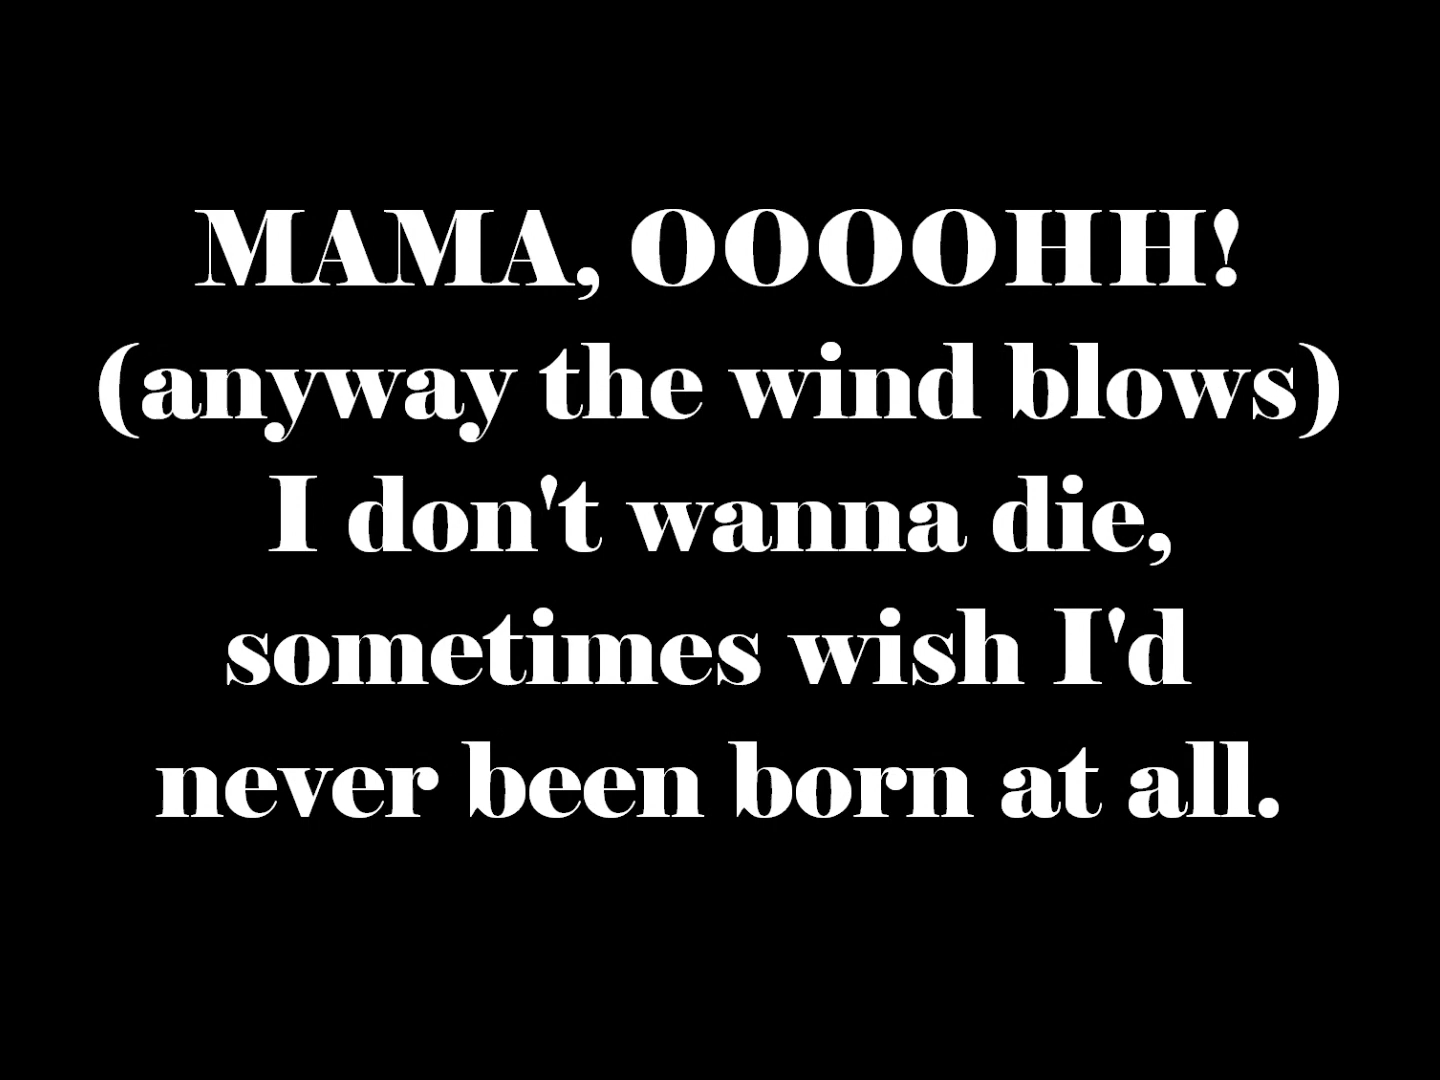 MAMA, OOOOHH!
(anyway the wind blows)
I don't wanna die,
sometimes wish I'd
never been born at all.